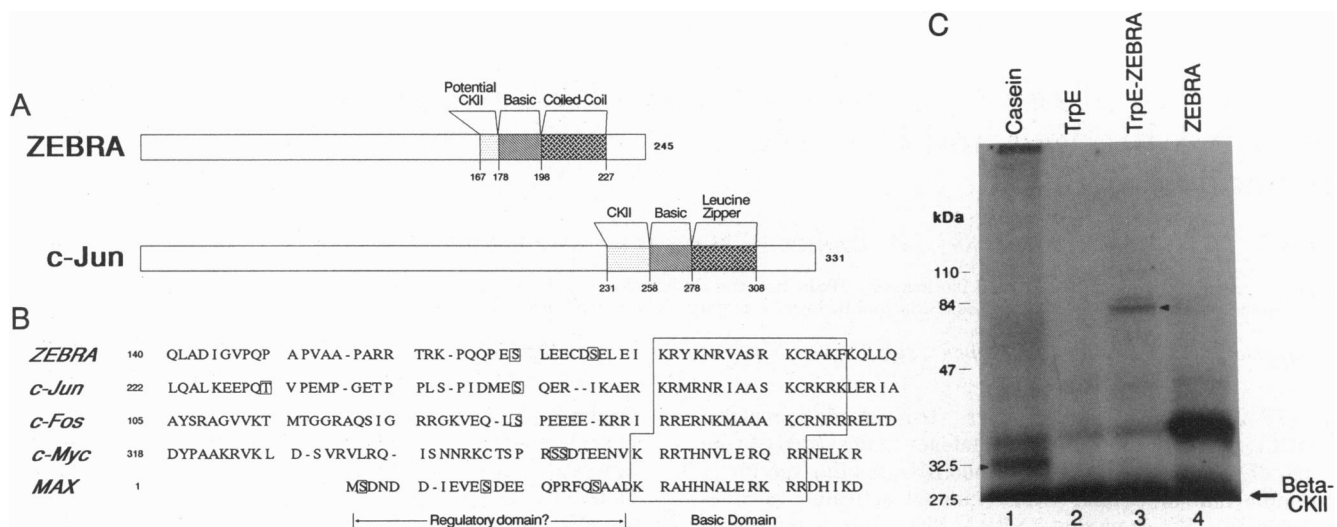 A
Potential
CKII Basic Coiled-Coil
ZEBRA 245
167 178 198 227
CKII Basic Leucine
Zipper
c-Jun 331
231 258 278 308
B
ZEBRA 140 QLADIGVPQP APVAA-PARR TRK-PQQPES LEECDSELEI KRYKNRVASR KCRAKFKQLLQ
c-Jun 222 LQALKEEPQT VPEMP-GETP PLS-PIDMES QER--IKAER KRMRNRIAAS KCRKRKLERIA
c-Fos 105 AYSRAGVVKT MTGGRAQSIG RRGKVEQ-LS PEEEE-KRRI RRERNKMAAA KCRNRRRELTD
c-Myc 318 DYPAAKRVKL D-SVRVLRQ- ISNNRKCTSP RSSDTEENVK RRTHNVLERQ RRNELKR
MAX 1 MSDND D-IEVESDEE QPRFQSAADK RAHHNALERK RRDHIKD
Regulatory domain? Basic Domain
C
Casein
TrpE
TrpE-ZEBRA
ZEBRA
kDa
110
84
47
32.5
27.5
Beta-
CKII
1 2 3 4